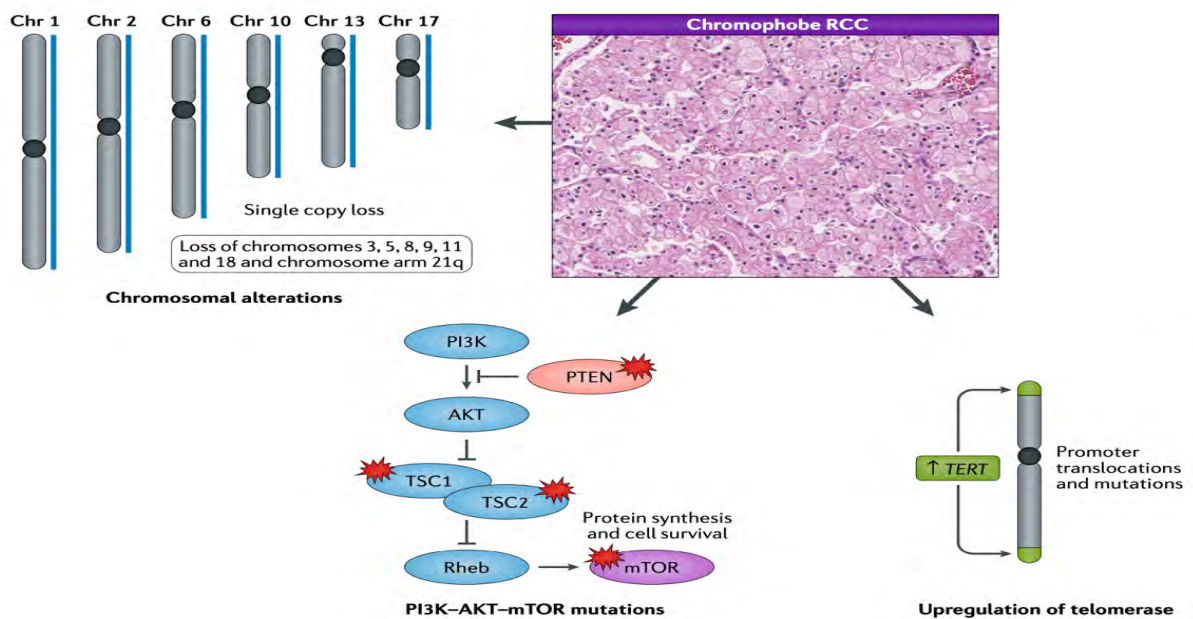 Chr 1 Chr 2 Chr 6 Chr 10 Chr 13 Chr 17
Chromophobe RCC
Single copy loss
Loss of chromosomes 3, 5, 8, 9, 11
and 18 and chromosome arm 21q
Chromosomal alterations
PI3K
PTEN
AKT
TSC1
TSC2
Protein synthesis
and cell survival
Rheb
mTOR
PI3K–AKT–mTOR mutations
↑ TERT
Promoter
translocations
and mutations
Upregulation of telomerase